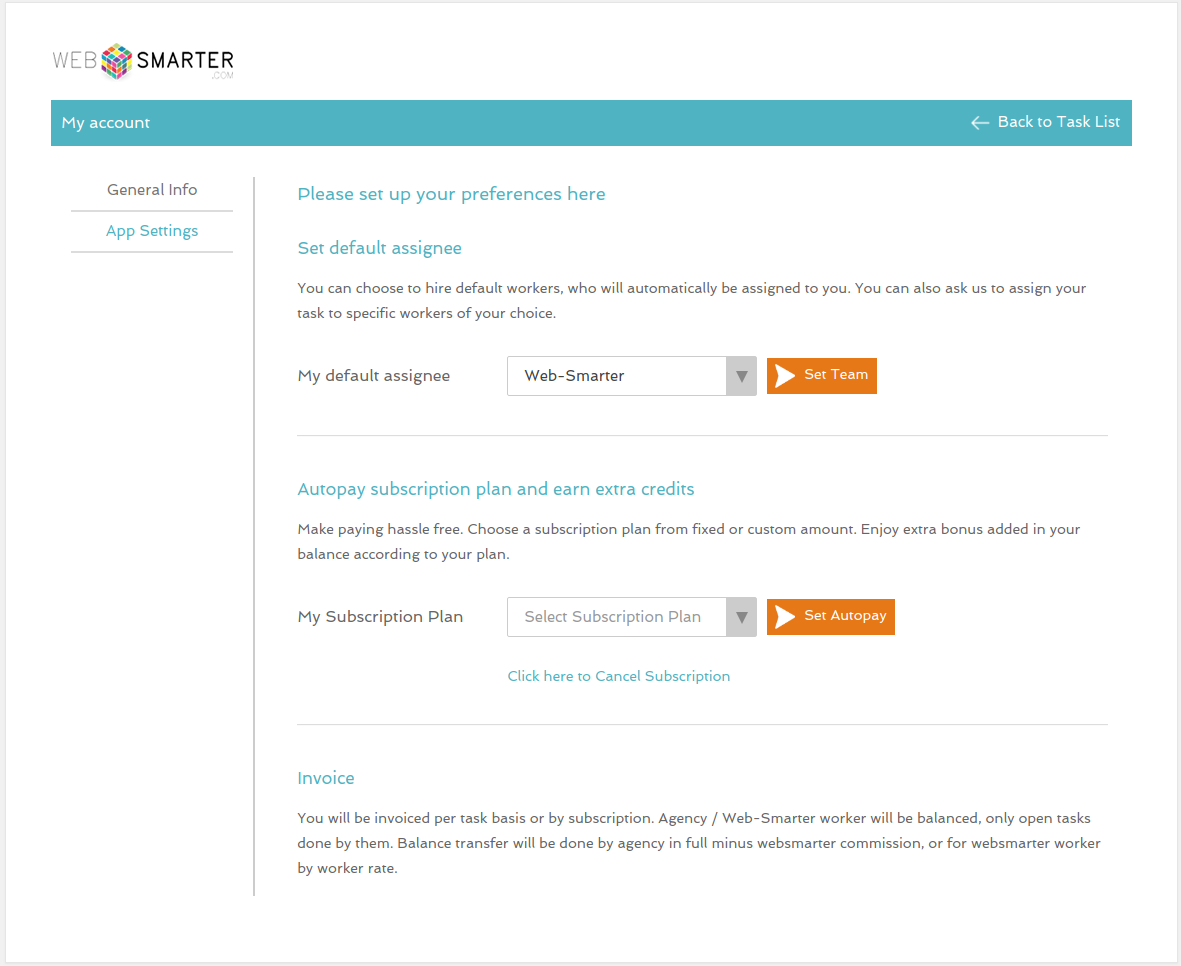 WEB SMARTER
.COM
My account
Back to Task List
General Info
App Settings
Please set up your preferences here
Set default assignee
You can choose to hire default workers, who will automatically be assigned to you. You can also ask us to assign your
task to specific workers of your choice.
My default assignee
Web-Smarter
Set Team
Autopay subscription plan and earn extra credits
Make paying hassle free. Choose a subscription plan from fixed or custom amount. Enjoy extra bonus added in your
balance according to your plan.
My Subscription Plan
Select Subscription Plan
Set Autopay
Click here to Cancel Subscription
Invoice
You will be invoiced per task basis or by subscription. Agency / Web-Smarter worker will be balanced, only open tasks
done by them. Balance transfer will be done by agency in full minus websmarter commission, or for websmarter worker
by worker rate.